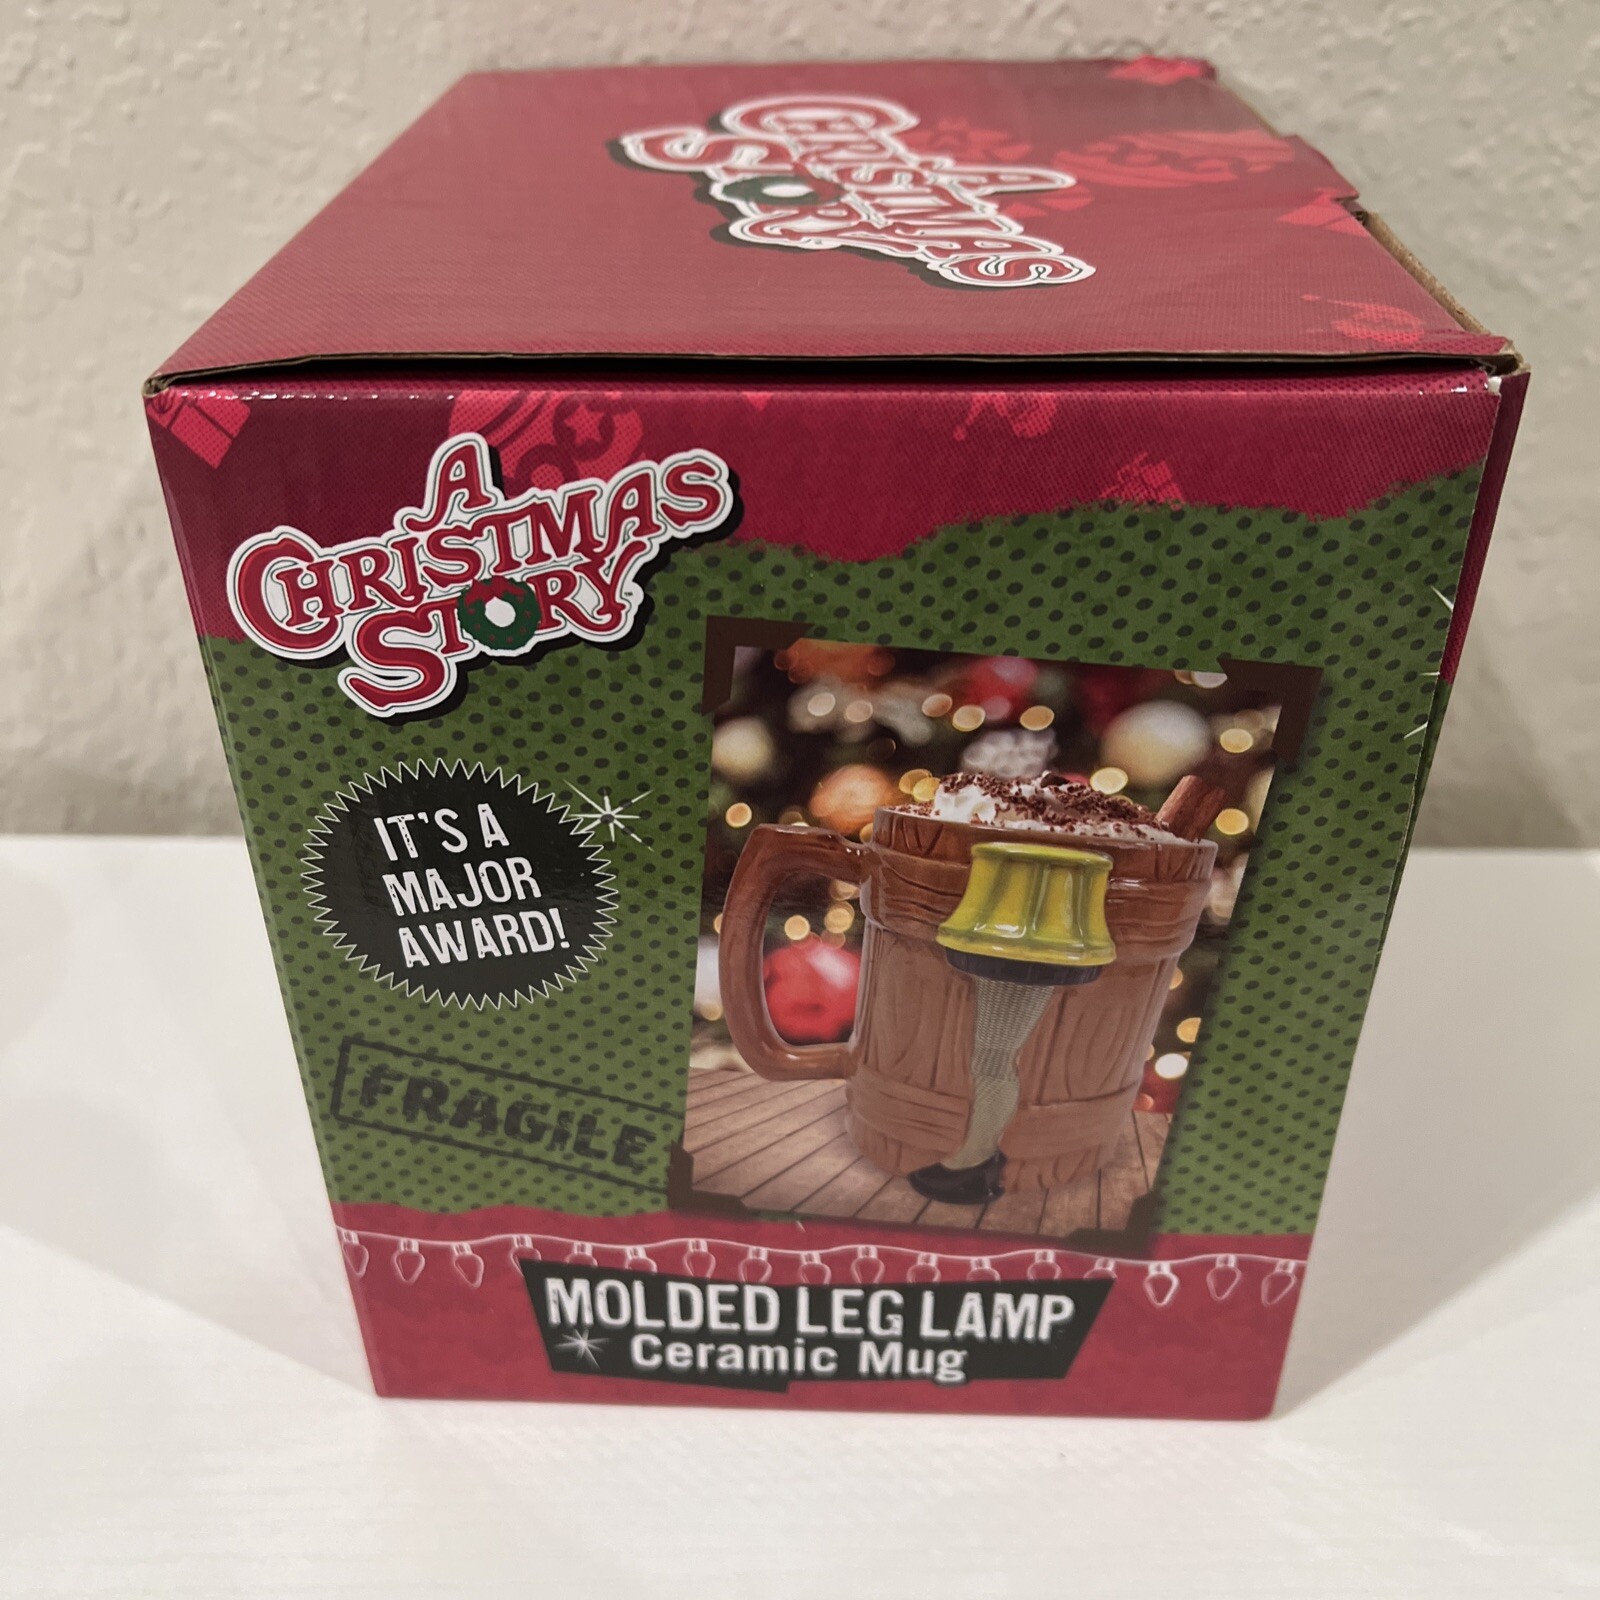 A
CHRISTMAS
STORY
A
CHRISTMAS
STORY
IT'S A
MAJOR
AWARD!
FRAGILE
MOLDED LEG LAMP
Ceramic Mug